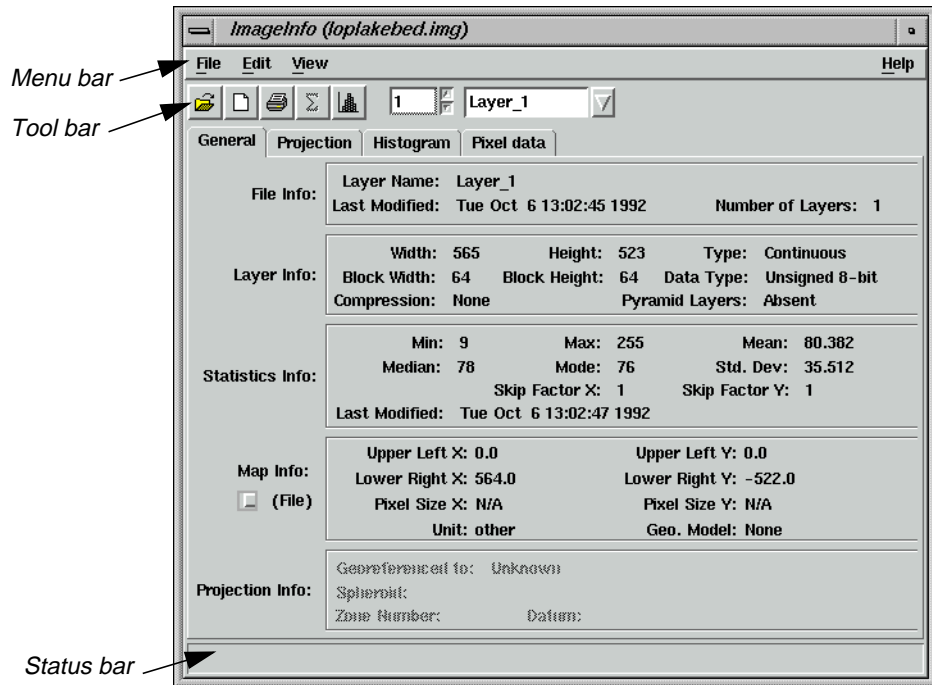 ImageInfo (loplakebed.img)
Menu bar
File Edit View Help
Tool bar
1 Layer_1
General Projection Histogram Pixel data
File Info:
Layer Name: Layer_1
Last Modified: Tue Oct 6 13:02:45 1992 Number of Layers: 1
Layer Info:
Width: 565 Height: 523 Type: Continuous
Block Width: 64 Block Height: 64 Data Type: Unsigned 8-bit
Compression: None Pyramid Layers: Absent
Statistics Info:
Min: 9 Max: 255 Mean: 80.382
Median: 78 Mode: 76 Std. Dev: 35.512
Skip Factor X: 1 Skip Factor Y: 1
Last Modified: Tue Oct 6 13:02:47 1992
Map Info:
(File)
Upper Left X: 0.0 Upper Left Y: 0.0
Lower Right X: 564.0 Lower Right Y: -522.0
Pixel Size X: N/A Pixel Size Y: N/A
Unit: other Geo. Model: None
Projection Info:
Georeferenced to: Unknown
Spheroid:
Zone Number: Datum:
Status bar